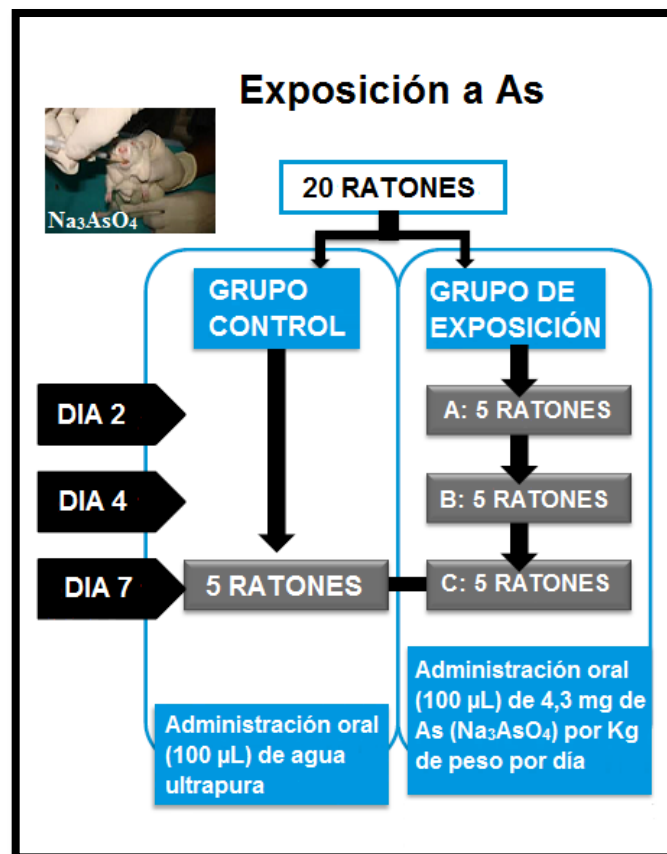 Exposición a As
Na₃AsO₄
20 RATONES
GRUPO
CONTROL
GRUPO DE
EXPOSICIÓN
DIA 2
A: 5 RATONES
DIA 4
B: 5 RATONES
DIA 7
5 RATONES
C: 5 RATONES
Administración oral
(100 µL) de agua
ultrapura
Administración oral
(100 µL) de 4,3 mg de
As (Na₃AsO₄) por Kg
de peso por día